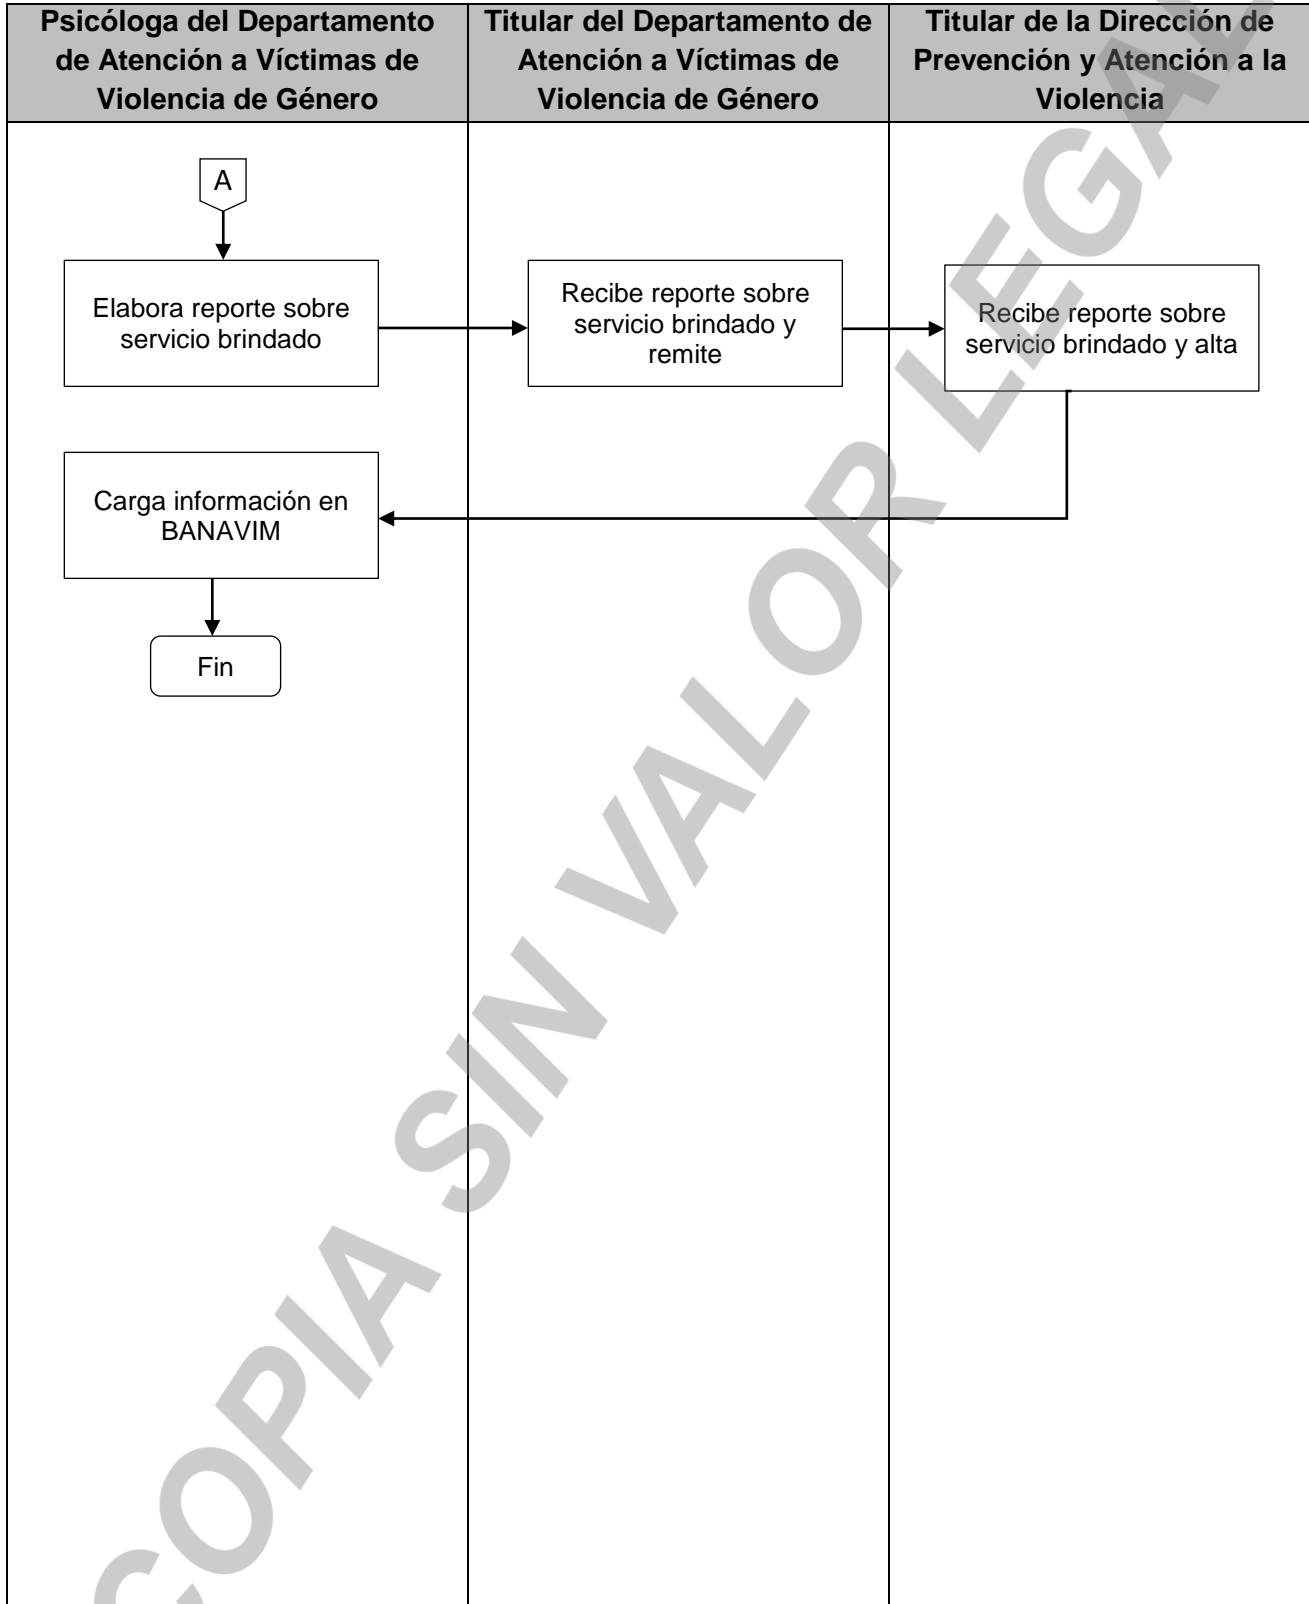 Psicóloga del Departamento
de Atención a Víctimas de
Violencia de Género
Titular del Departamento de
Atención a Víctimas de
Violencia de Género
Titular de la Dirección de
Prevención y Atención a la
Violencia
A
Elabora reporte sobre
servicio brindado
Recibe reporte sobre
servicio brindado y
remite
Recibe reporte sobre
servicio brindado y alta
Carga información en
BANAVIM
Fin
COPIA SIN VALOR LEGAL